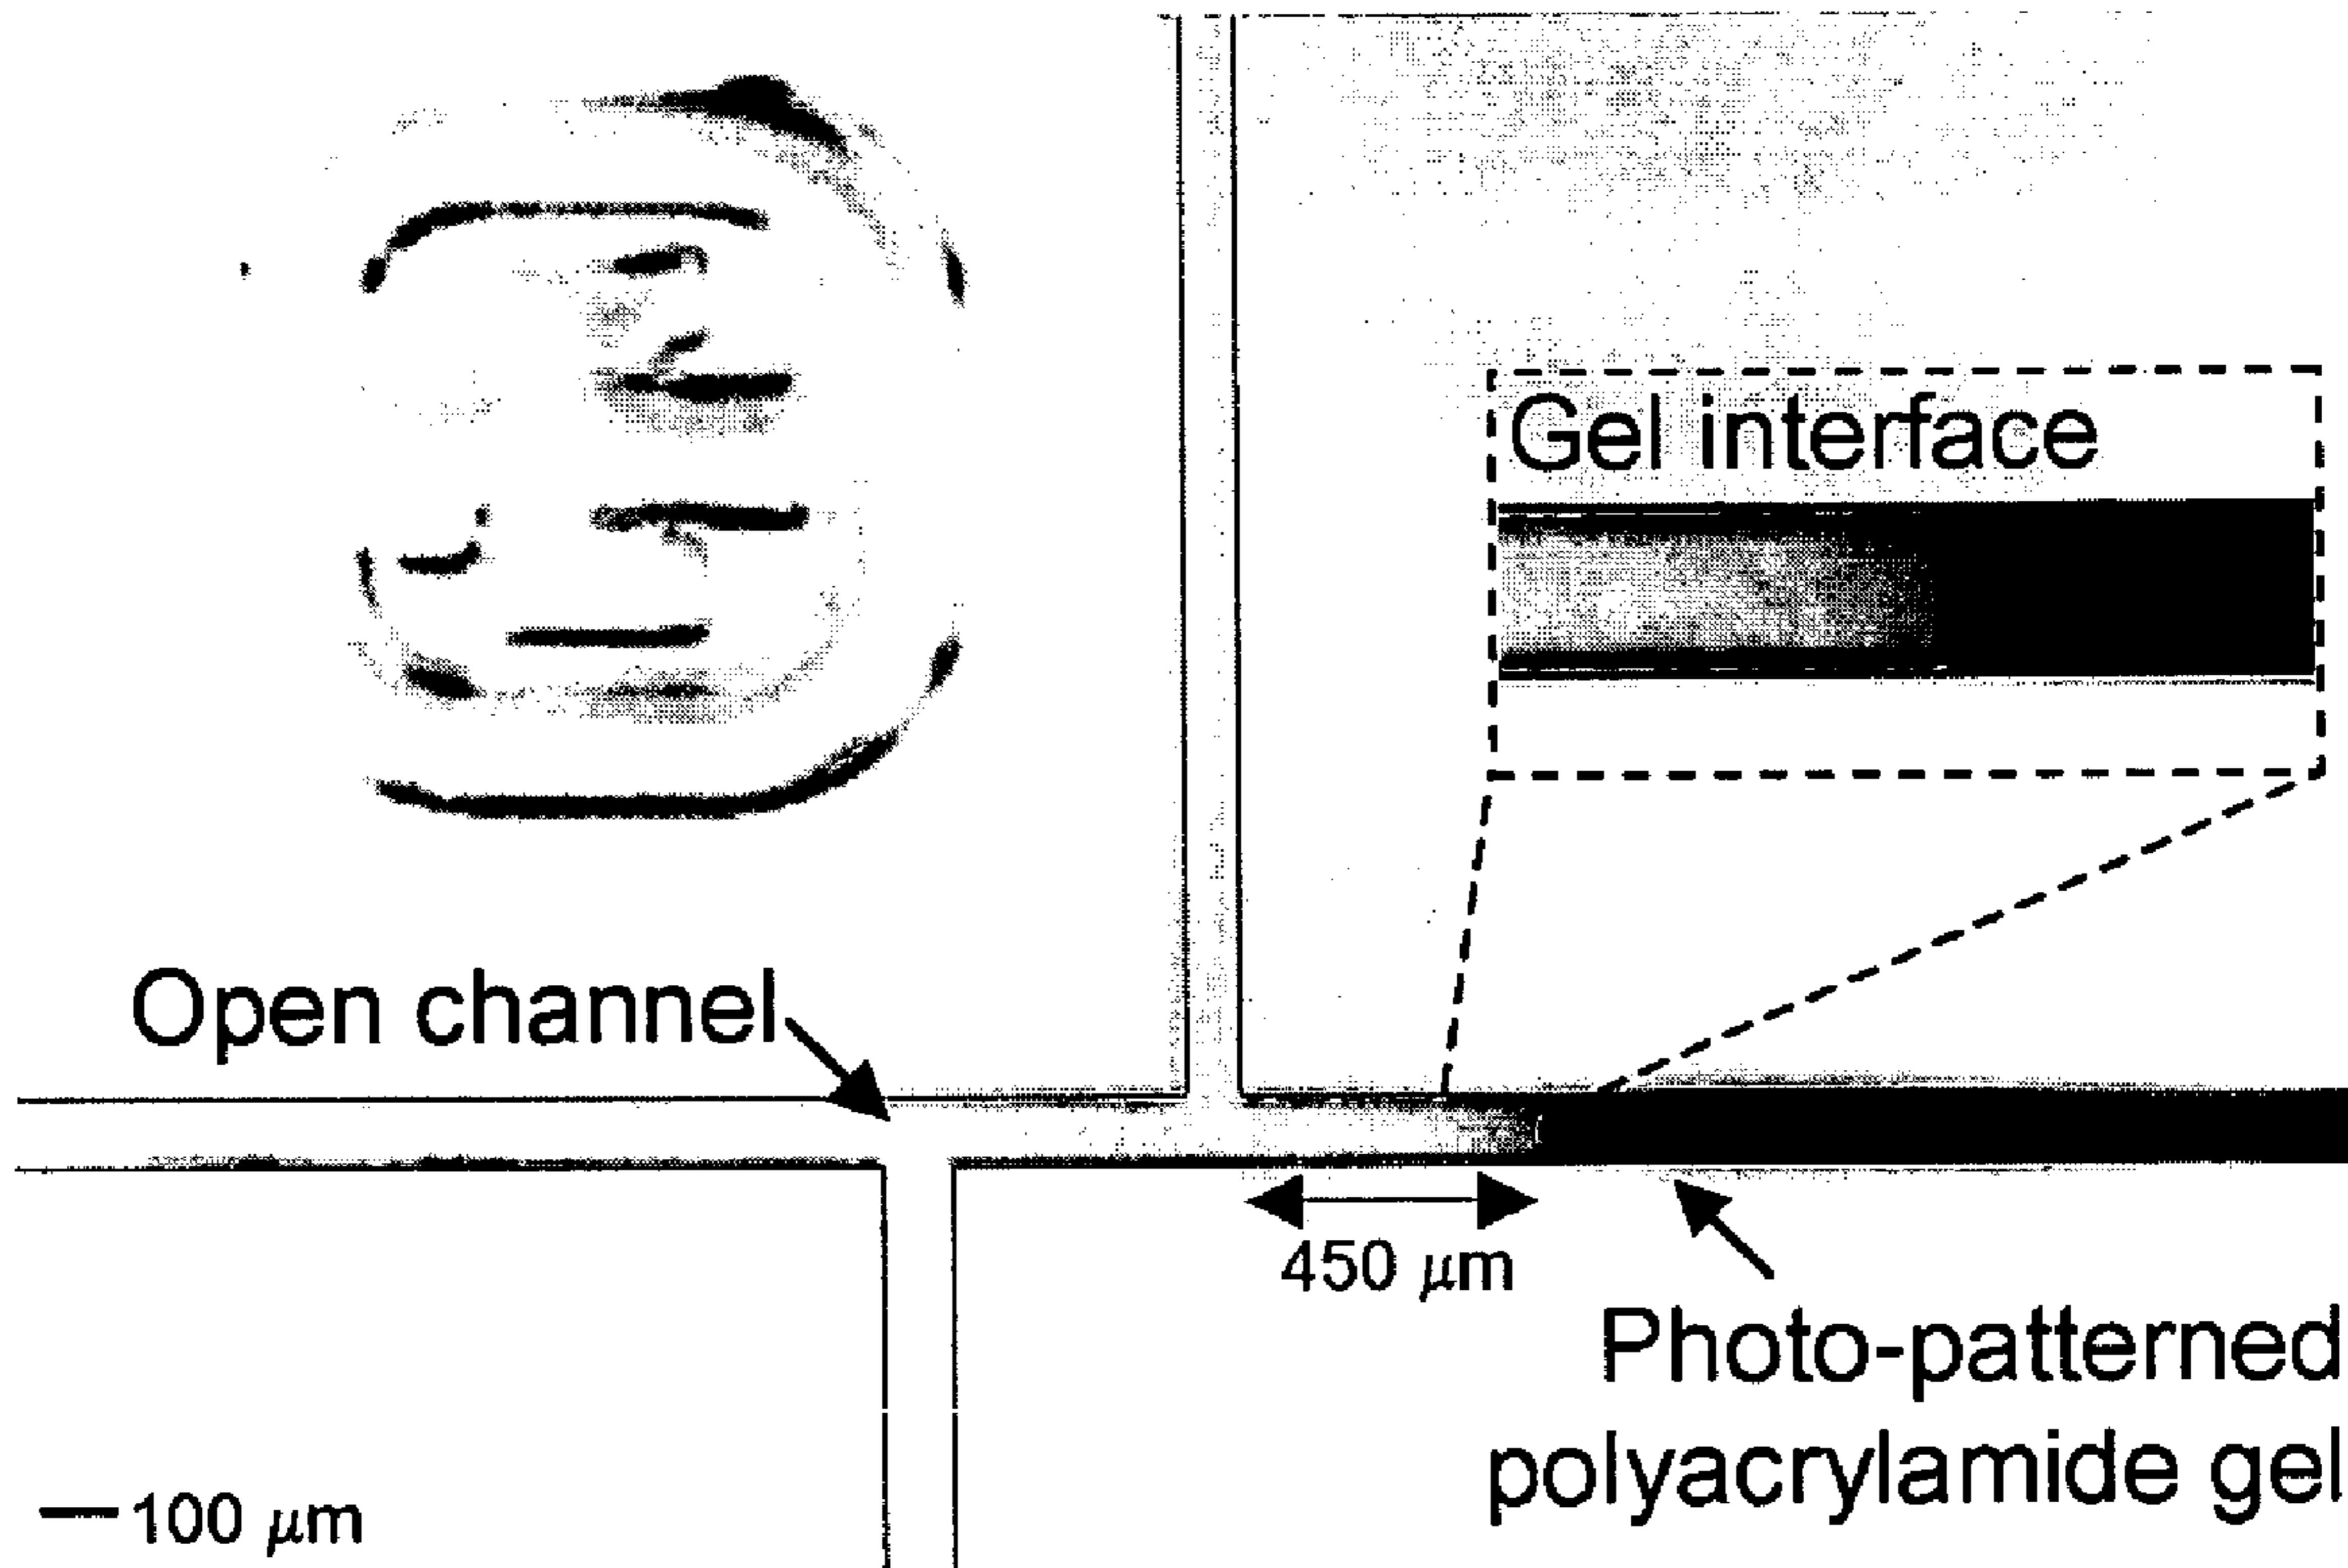 Gel interface
Open channel
450 μm
Photo-patterned
polyacrylamide gel
100 μm